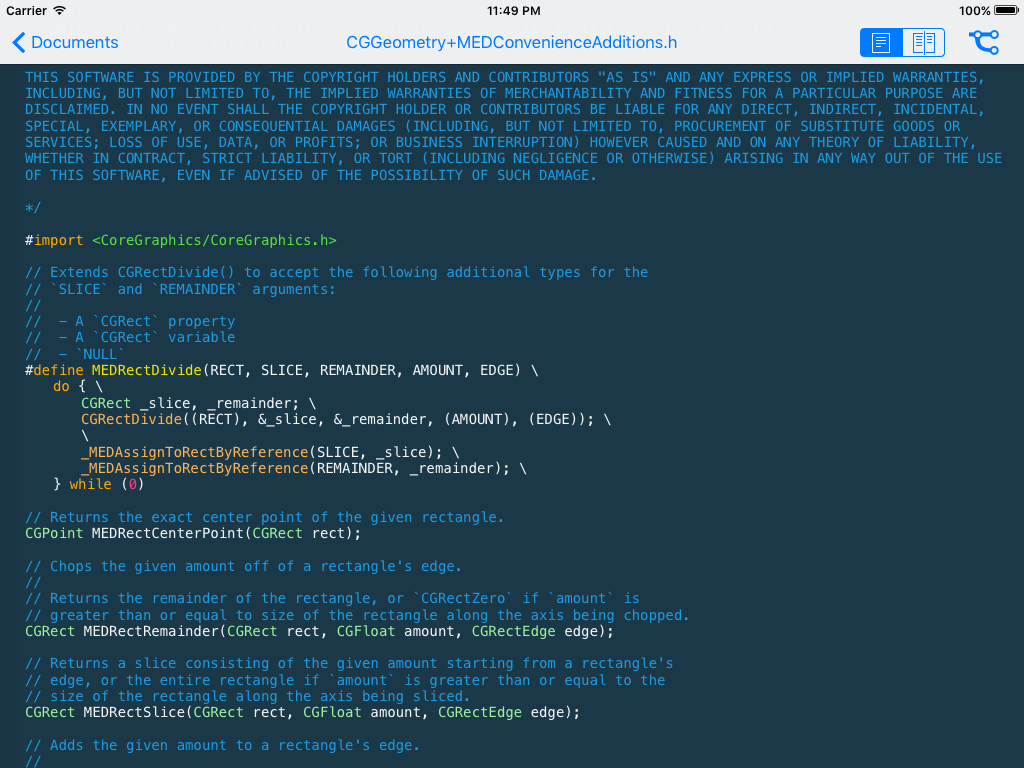 Carrier 11:49 PM 100%
Documents CGGeometry+MEDConvenienceAdditions.h
THIS SOFTWARE IS PROVIDED BY THE COPYRIGHT HOLDERS AND CONTRIBUTORS "AS IS" AND ANY EXPRESS OR IMPLIED WARRANTIES,
INCLUDING, BUT NOT LIMITED TO, THE IMPLIED WARRANTIES OF MERCHANTABILITY AND FITNESS FOR A PARTICULAR PURPOSE ARE
DISCLAIMED. IN NO EVENT SHALL THE COPYRIGHT HOLDER OR CONTRIBUTORS BE LIABLE FOR ANY DIRECT, INDIRECT, INCIDENTAL,
SPECIAL, EXEMPLARY, OR CONSEQUENTIAL DAMAGES (INCLUDING, BUT NOT LIMITED TO, PROCUREMENT OF SUBSTITUTE GOODS OR
SERVICES; LOSS OF USE, DATA, OR PROFITS; OR BUSINESS INTERRUPTION) HOWEVER CAUSED AND ON ANY THEORY OF LIABILITY,
WHETHER IN CONTRACT, STRICT LIABILITY, OR TORT (INCLUDING NEGLIGENCE OR OTHERWISE) ARISING IN ANY WAY OUT OF THE USE
OF THIS SOFTWARE, EVEN IF ADVISED OF THE POSSIBILITY OF SUCH DAMAGE.
*/
#import <CoreGraphics/CoreGraphics.h>
// Extends CGRectDivide() to accept the following additional types for the
// `SLICE` and `REMAINDER` arguments:
//
//  – A `CGRect` property
//  – A `CGRect` variable
//  – `NULL`
#define MEDRectDivide(RECT, SLICE, REMAINDER, AMOUNT, EDGE) \
do { \
CGRect _slice, _remainder; \
CGRectDivide((RECT), &_slice, &_remainder, (AMOUNT), (EDGE)); \
\
_MEDAssignToRectByReference(SLICE, _slice); \
_MEDAssignToRectByReference(REMAINDER, _remainder); \
} while (0)
// Returns the exact center point of the given rectangle.
CGPoint MEDRectCenterPoint(CGRect rect);
// Chops the given amount off of a rectangle's edge.
//
// Returns the remainder of the rectangle, or `CGRectZero` if `amount` is
// greater than or equal to size of the rectangle along the axis being chopped.
CGRect MEDRectRemainder(CGRect rect, CGFloat amount, CGRectEdge edge);
// Returns a slice consisting of the given amount starting from a rectangle's
// edge, or the entire rectangle if `amount` is greater than or equal to the
// size of the rectangle along the axis being sliced.
CGRect MEDRectSlice(CGRect rect, CGFloat amount, CGRectEdge edge);
// Adds the given amount to a rectangle's edge.
//